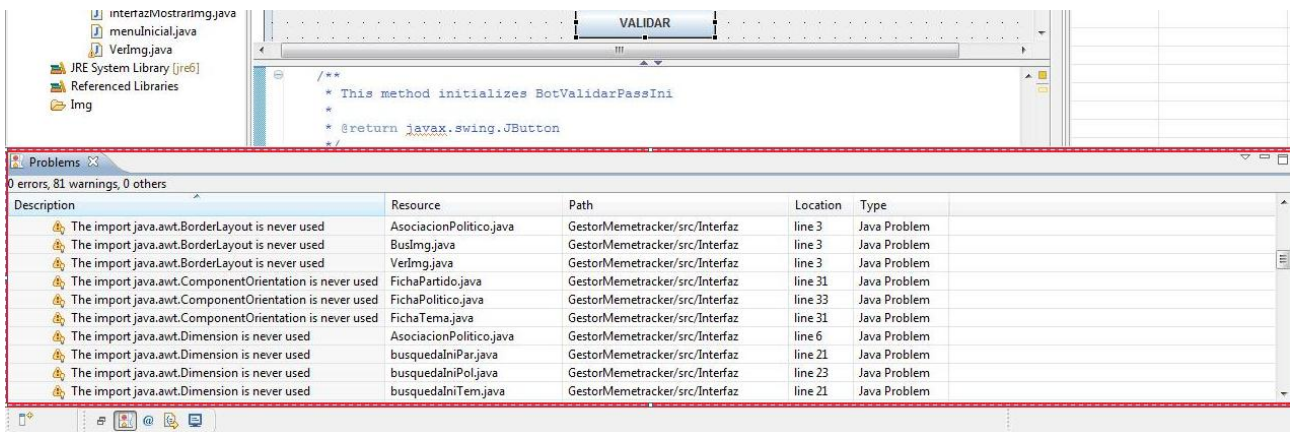 interfazMostrarImg.java
menuInicial.java
VerImg.java
JRE System Library [jre6]
Referenced Libraries
Img
VALIDAR
/**
* This method initializes BotValidarPassIni
*
* @return javax.swing.JButton
*/
Problems
0 errors, 81 warnings, 0 others
Description Resource Path Location Type
The import java.awt.BorderLayout is never used AsociacionPolitico.java GestorMemetracker/src/Interfaz line 3 Java Problem
The import java.awt.BorderLayout is never used BusImg.java GestorMemetracker/src/Interfaz line 3 Java Problem
The import java.awt.BorderLayout is never used VerImg.java GestorMemetracker/src/Interfaz line 3 Java Problem
The import java.awt.ComponentOrientation is never used FichaPartido.java GestorMemetracker/src/Interfaz line 31 Java Problem
The import java.awt.ComponentOrientation is never used FichaPolitico.java GestorMemetracker/src/Interfaz line 33 Java Problem
The import java.awt.ComponentOrientation is never used FichaTema.java GestorMemetracker/src/Interfaz line 31 Java Problem
The import java.awt.Dimension is never used AsociacionPolitico.java GestorMemetracker/src/Interfaz line 6 Java Problem
The import java.awt.Dimension is never used busquedaIniPar.java GestorMemetracker/src/Interfaz line 21 Java Problem
The import java.awt.Dimension is never used busquedaIniPol.java GestorMemetracker/src/Interfaz line 23 Java Problem
The import java.awt.Dimension is never used busquedaIniTem.java GestorMemetracker/src/Interfaz line 21 Java Problem